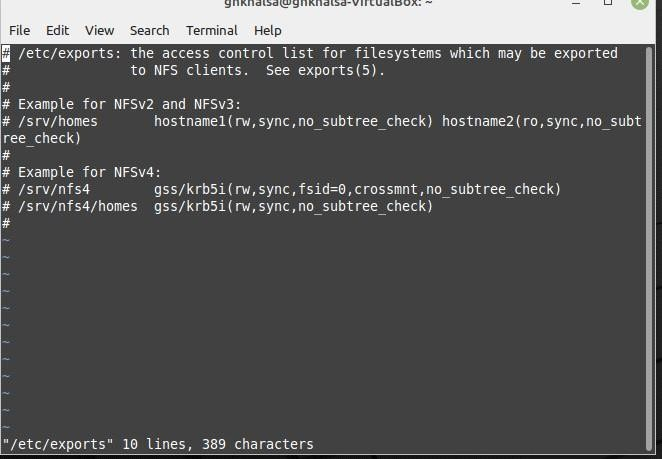 ghkhalsa@ghkhalsa-VirtualBox: ~
File Edit View Search Terminal Help
# /etc/exports: the access control list for filesystems which may be exported
#               to NFS clients.  See exports(5).
#
# Example for NFSv2 and NFSv3:
# /srv/homes       hostname1(rw,sync,no_subtree_check) hostname2(ro,sync,no_subt
ree_check)
#
# Example for NFSv4:
# /srv/nfs4        gss/krb5i(rw,sync,fsid=0,crossmnt,no_subtree_check)
# /srv/nfs4/homes  gss/krb5i(rw,sync,no_subtree_check)
#
~
~
~
~
~
~
~
~
~
~
~
~
"/etc/exports" 10 lines, 389 characters